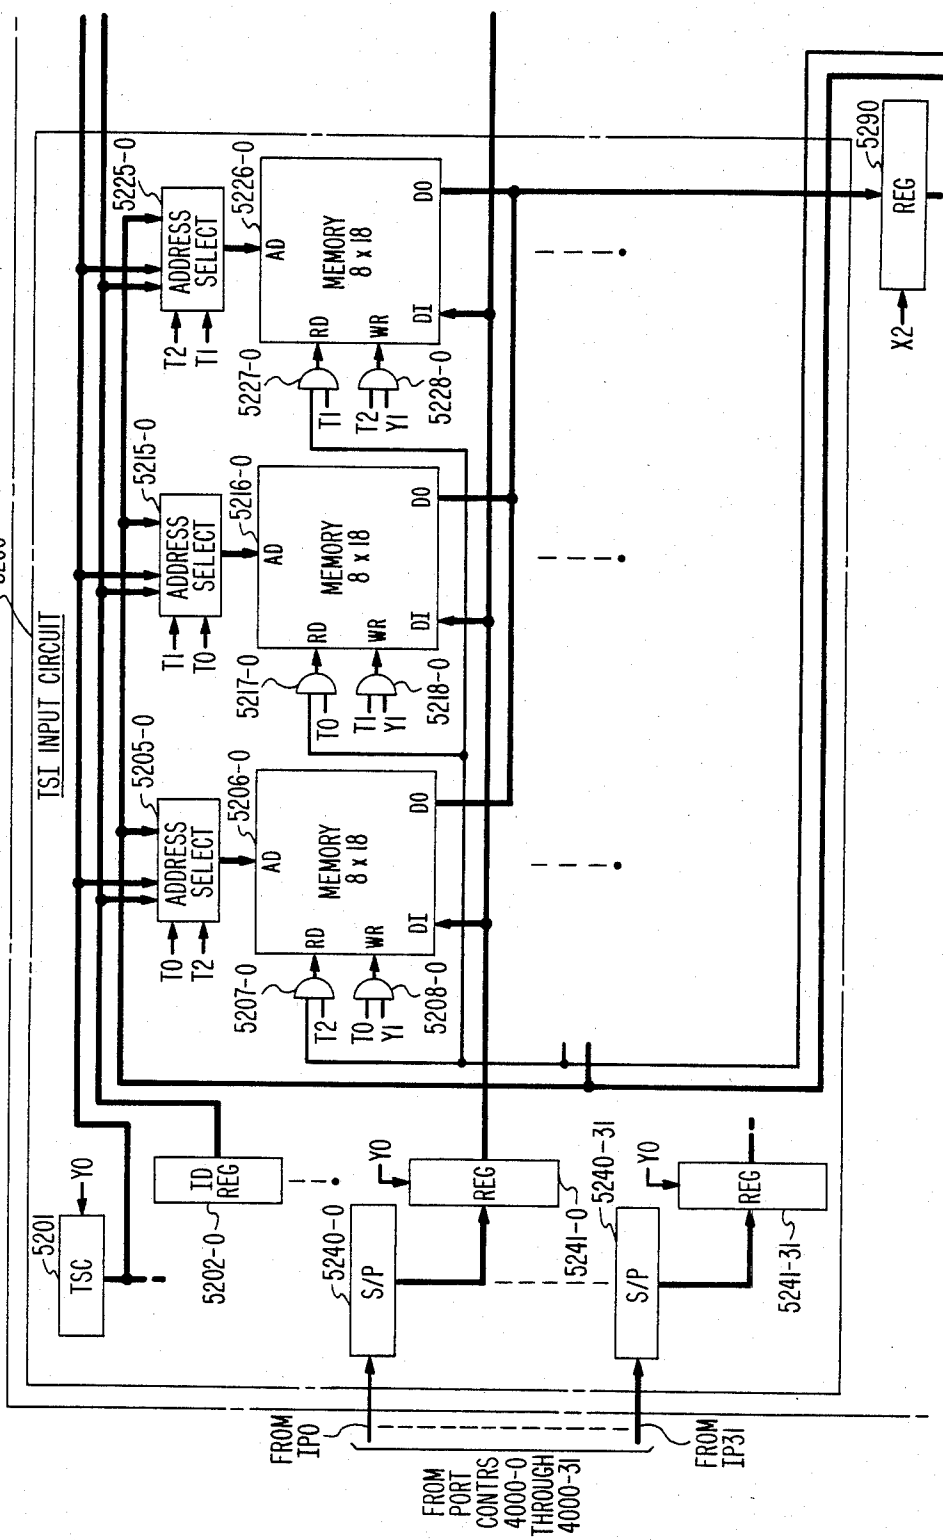 TSI INPUT CIRCUIT
5201
TSC
Y0
ID
REG
5202-0
5205-0
ADDRESS
SELECT
T0
T2
5215-0
ADDRESS
SELECT
T1
T0
5225-0
ADDRESS
SELECT
T2
T1
5206-0
AD
MEMORY
8 x 18
RD
WR
DI
DO
5207-0
T2
T0
Y1
5208-0
5216-0
AD
MEMORY
8 x 18
RD
WR
DI
DO
5217-0
T0
T1
Y1
5218-0
5226-0
AD
MEMORY
8 x 18
RD
WR
DI
DO
5227-0
T1
T2
Y1
5228-0
FROM
IP0
5240-0
S/P
Y0
REG
5241-0
FROM
PORT
CONTRS
4000-0
THROUGH
4000-31
FROM
IP31
5240-31
S/P
Y0
REG
5241-31
X2
REG
5290